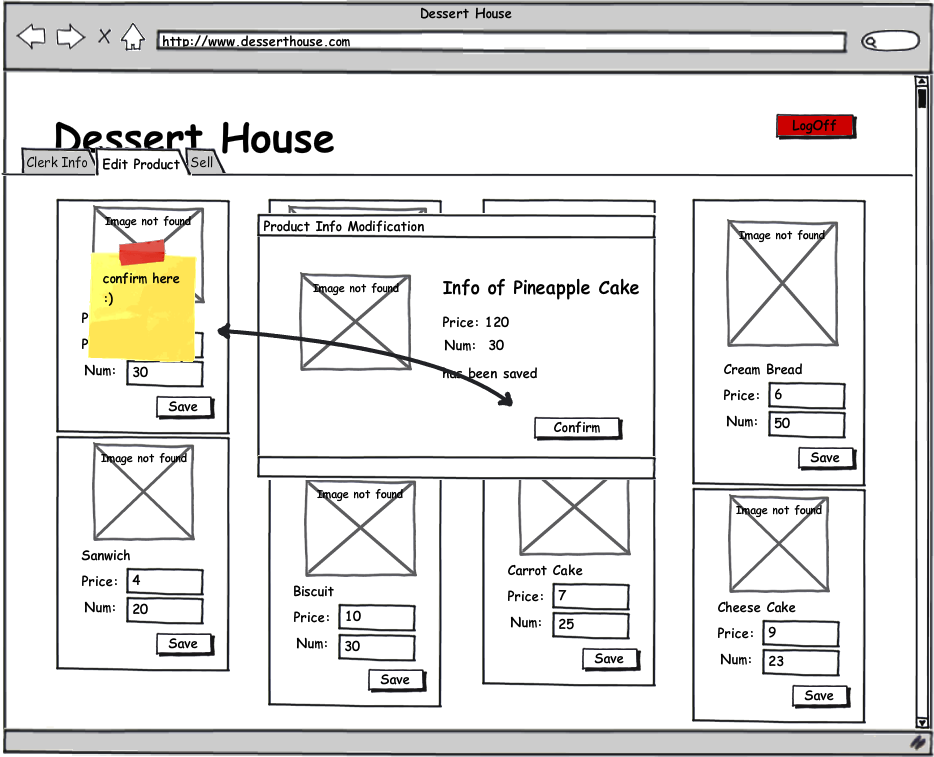 Dessert House
http://www.desserthouse.com
Dessert House
LogOff
Clerk Info
Edit Product
Sell
Image not found
confirm here
:)
P
P
Num: 30
Save
Product Info Modification
Image not found
Info of Pineapple Cake
Price: 120
Num: 30
has been saved
Confirm
Image not found
Cream Bread
Price: 6
Num: 50
Save
Image not found
Sanwich
Price: 4
Num: 20
Save
Image not found
Biscuit
Price: 10
Num: 30
Save
Carrot Cake
Price: 7
Num: 25
Save
Image not found
Cheese Cake
Price: 9
Num: 23
Save